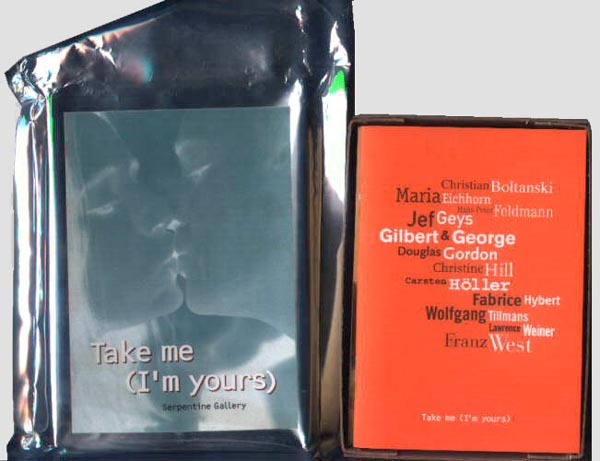 Take me
(I'm yours)
Serpentine Gallery
Christian Boltanski
Maria Eichhorn
Hans-Peter Feldmann
Jef Geys
Gilbert & George
Douglas Gordon
Christine Hill
Carsten Höller
Fabrice Hybert
Wolfgang Tillmans
Lawrence Weiner
Franz West
Take me (I'm yours)